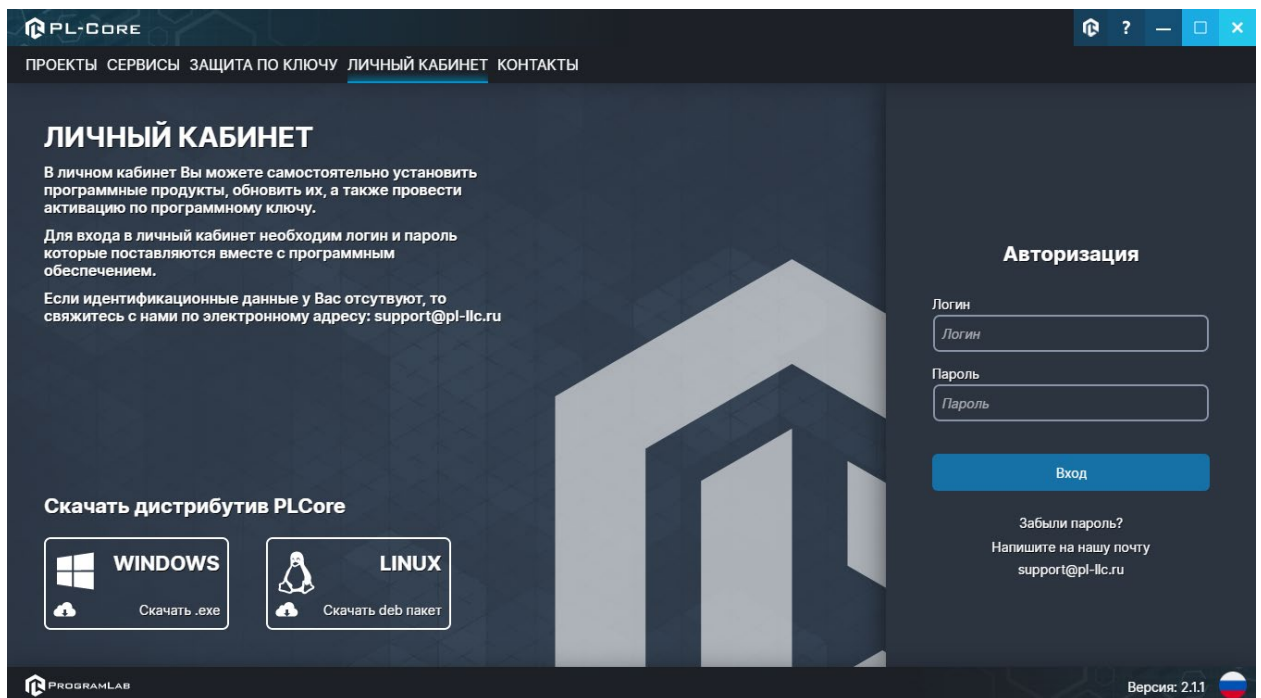 PL-CORE
?
ПРОЕКТЫ СЕРВИСЫ ЗАЩИТА ПО КЛЮЧУ ЛИЧНЫЙ КАБИНЕТ КОНТАКТЫ
ЛИЧНЫЙ КАБИНЕТ
В личном кабинет Вы можете самостоятельно установить
программные продукты, обновить их, а также провести
активацию по программному ключу.
Для входа в личный кабинет необходим логин и пароль
которые поставляются вместе с программным
обеспечением.
Если идентификационные данные у Вас отсутвуют, то
свяжитесь с нами по электронному адресу: support@pl-llc.ru
Скачать дистрибутив PLCore
WINDOWS
Скачать .exe
LINUX
Скачать deb пакет
Авторизация
Логин
Логин
Пароль
Пароль
Вход
Забыли пароль?
Напишите на нашу почту
support@pl-llc.ru
PROGRAMLAB
Версия: 2.1.1